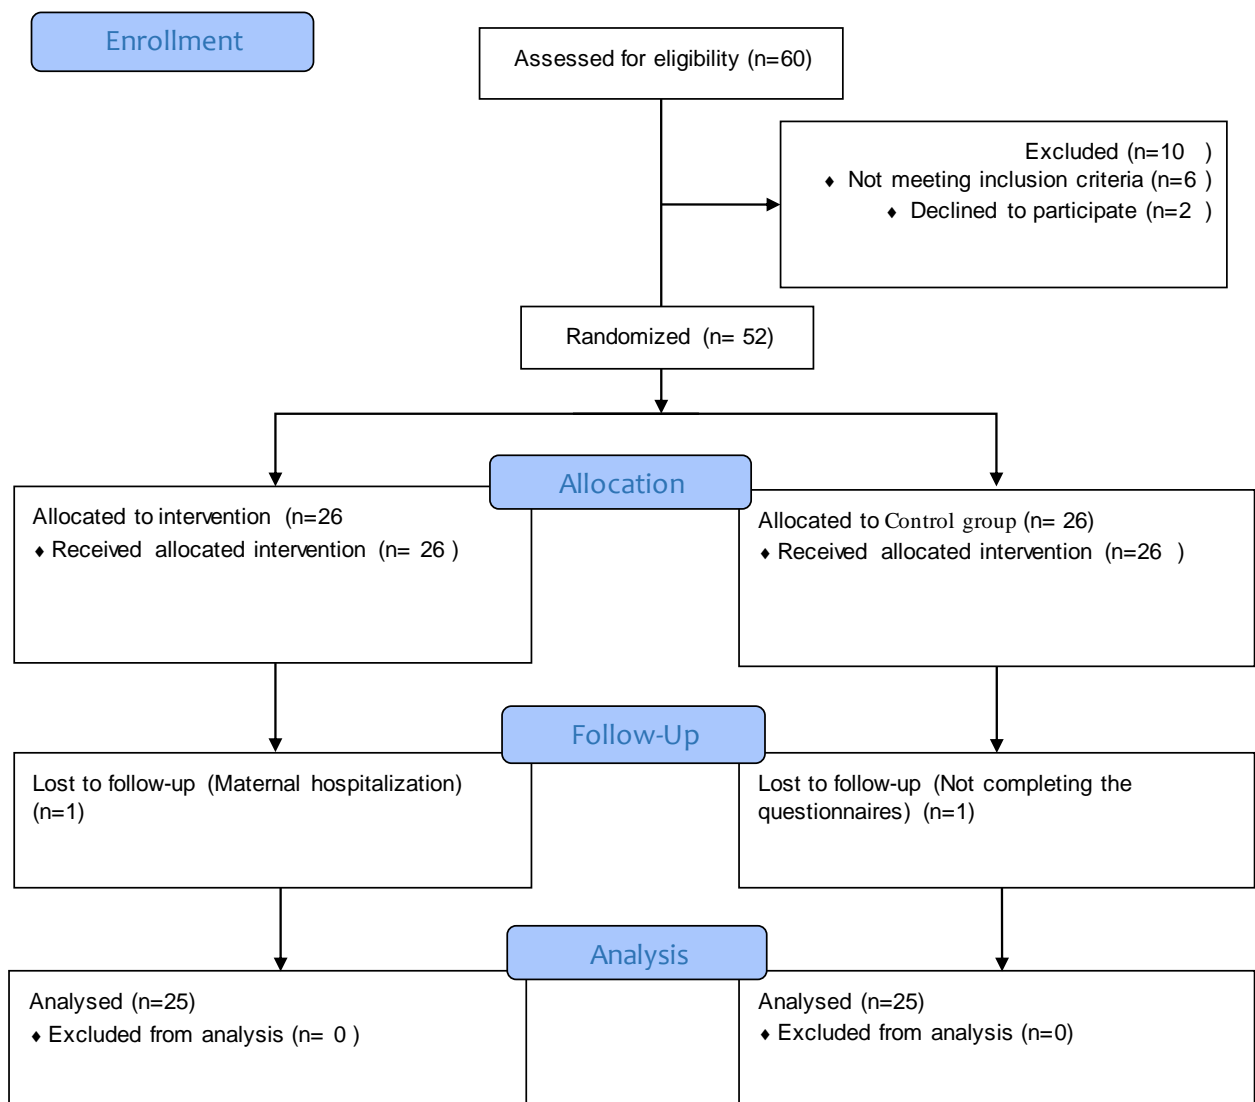 Enrollment
Assessed for eligibility (n=60)
Excluded (n=10 )
♦ Not meeting inclusion criteria (n=6 )
♦ Declined to participate (n=2 )
Randomized (n= 52)
Allocation
Allocated to intervention (n=26
♦ Received allocated intervention (n= 26 )
Allocated to Control group (n= 26)
♦ Received allocated intervention (n=26 )
Follow-Up
Lost to follow-up (Maternal hospitalization)
(n=1)
Lost to follow-up (Not completing the
questionnaires) (n=1)
Analysis
Analysed (n=25)
♦ Excluded from analysis (n= 0 )
Analysed (n=25)
♦ Excluded from analysis (n=0)